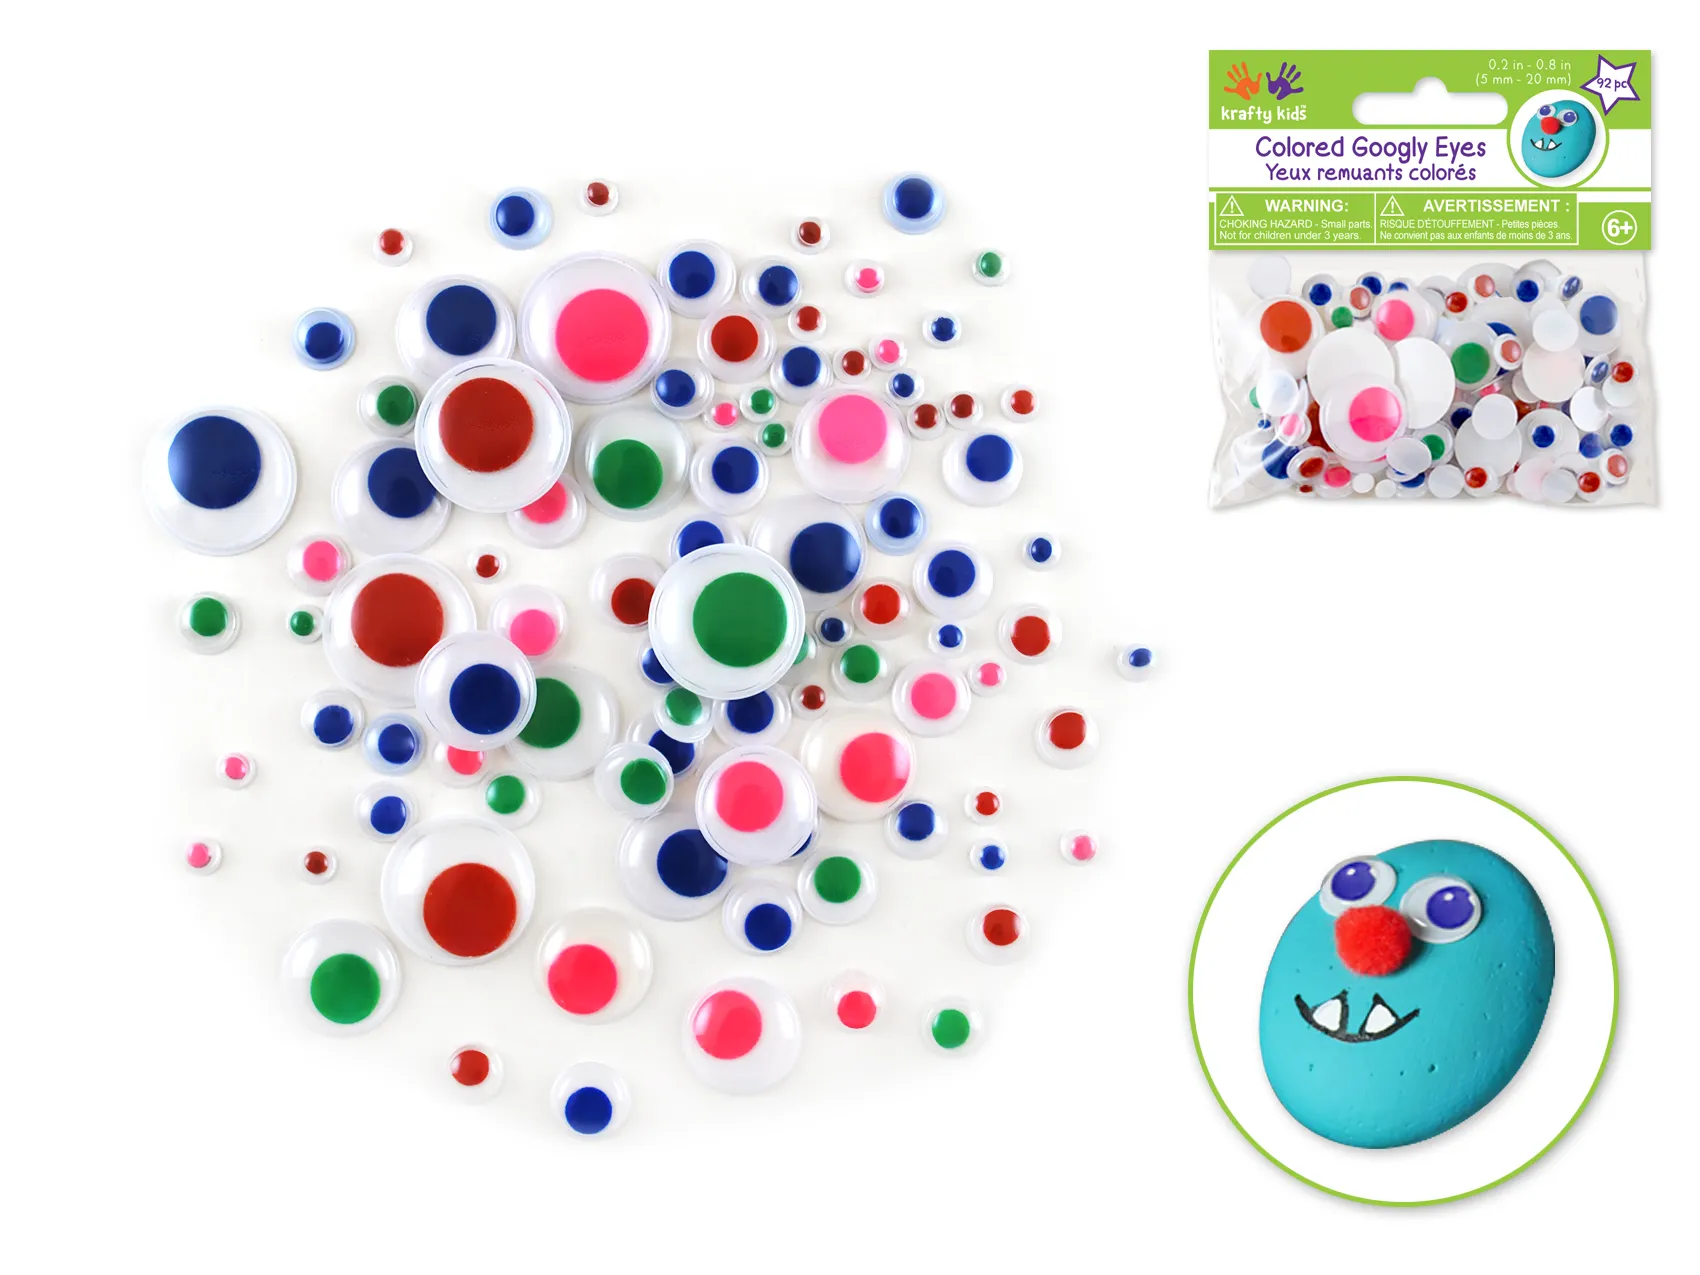 0.2 in - 0.8 in
(5 mm - 20 mm)
92 pc
krafty kids™
Colored Googly Eyes
Yeux remuants colorés
WARNING:
CHOKING HAZARD - Small parts.
Not for children under 3 years.
AVERTISSEMENT :
RISQUE DÉTOUFFEMENT - Petites pièces.
Ne convient pas aux enfants de moins de 3 ans.
6+